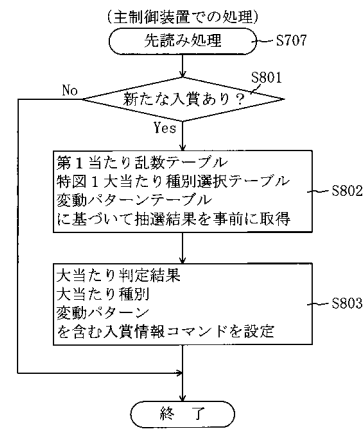 (主制御装置での処理)
先読み処理
S707
S801
新たな入賞あり?
No
Yes
第1当たり乱数テーブル
特図1大当たり種別選択テーブル
変動パターンテーブル
に基づいて抽選結果を事前に取得
S802
大当たり判定結果
大当たり種別
変動パターン
を含む入賞情報コマンドを設定
S803
終 了